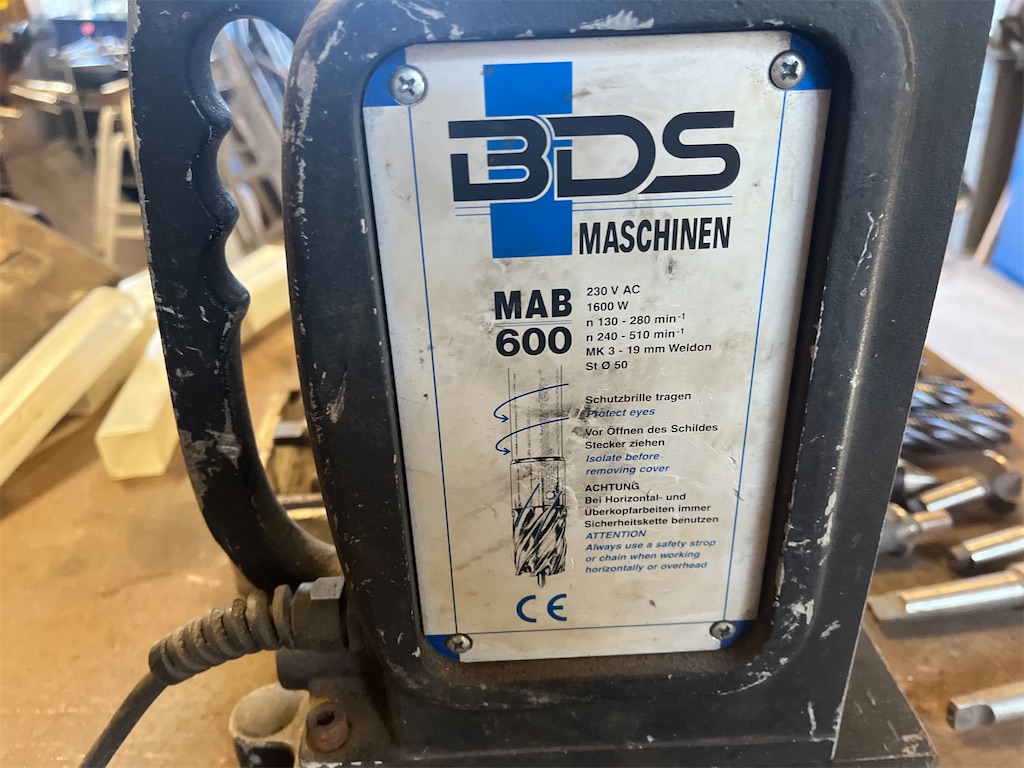 BDS
MASCHINEN
MAB
600
230 V AC
1600 W
n 130 - 280 min⁻¹
n 240 - 510 min⁻¹
MK 3 - 19 mm Weldon
St Ø 50
Schutzbrille tragen
Protect eyes
Vor Öffnen des Schildes
Stecker ziehen
Isolate before
removing cover
ACHTUNG
Bei Horizontal- und
Überkopfarbeiten immer
Sicherheitskette benutzen
ATTENTION
Always use a safety strop
or chain when working
horizontally or overhead
CE